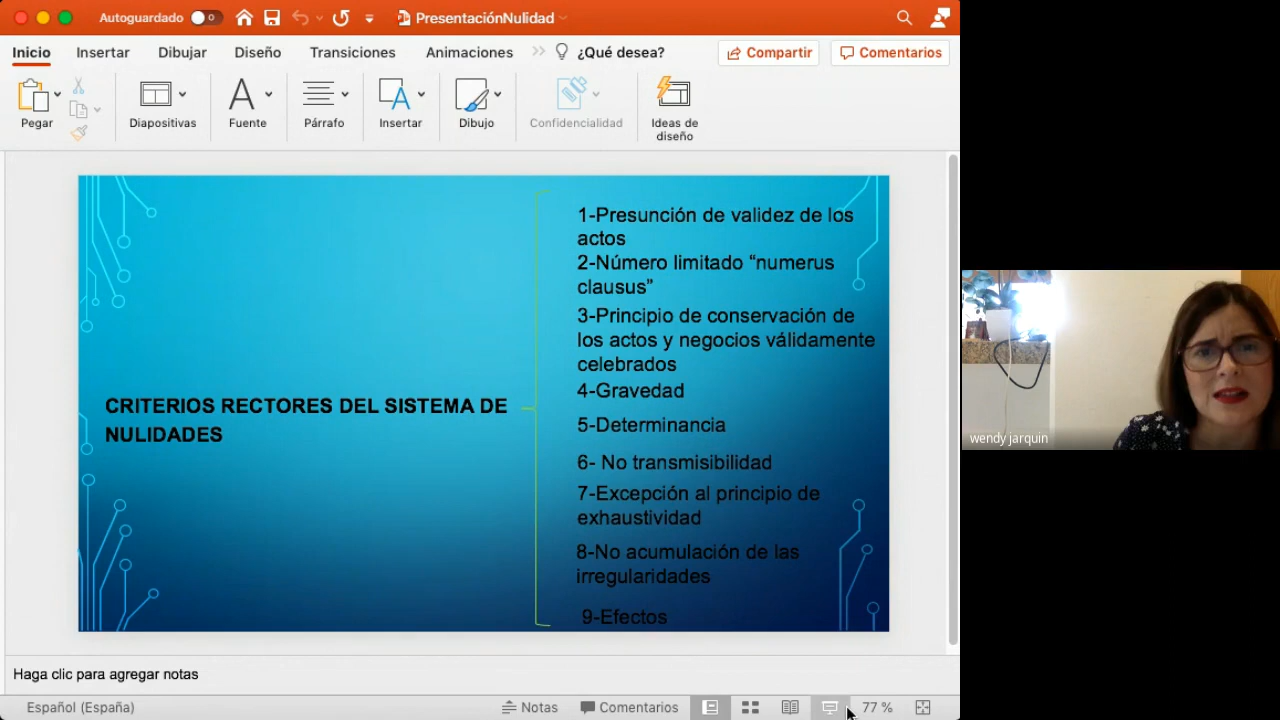 Autoguardado
PresentaciónNulidad
Inicio
Insertar
Dibujar
Diseño
Transiciones
Animaciones
¿Qué desea?
Compartir
Comentarios
Pegar
Diapositivas
Fuente
Párrafo
Insertar
Dibujo
Confidencialidad
Ideas de
diseño
CRITERIOS RECTORES DEL SISTEMA DE
NULIDADES
1-Presunción de validez de los
actos
2-Número limitado “numerus
clausus”
3-Principio de conservación de
los actos y negocios válidamente
celebrados
4-Gravedad
5-Determinancia
6- No transmisibilidad
7-Excepción al principio de
exhaustividad
8-No acumulación de las
irregularidades
9-Efectos
wendy jarquin
Haga clic para agregar notas
Español (España)
Notas
Comentarios
77 %